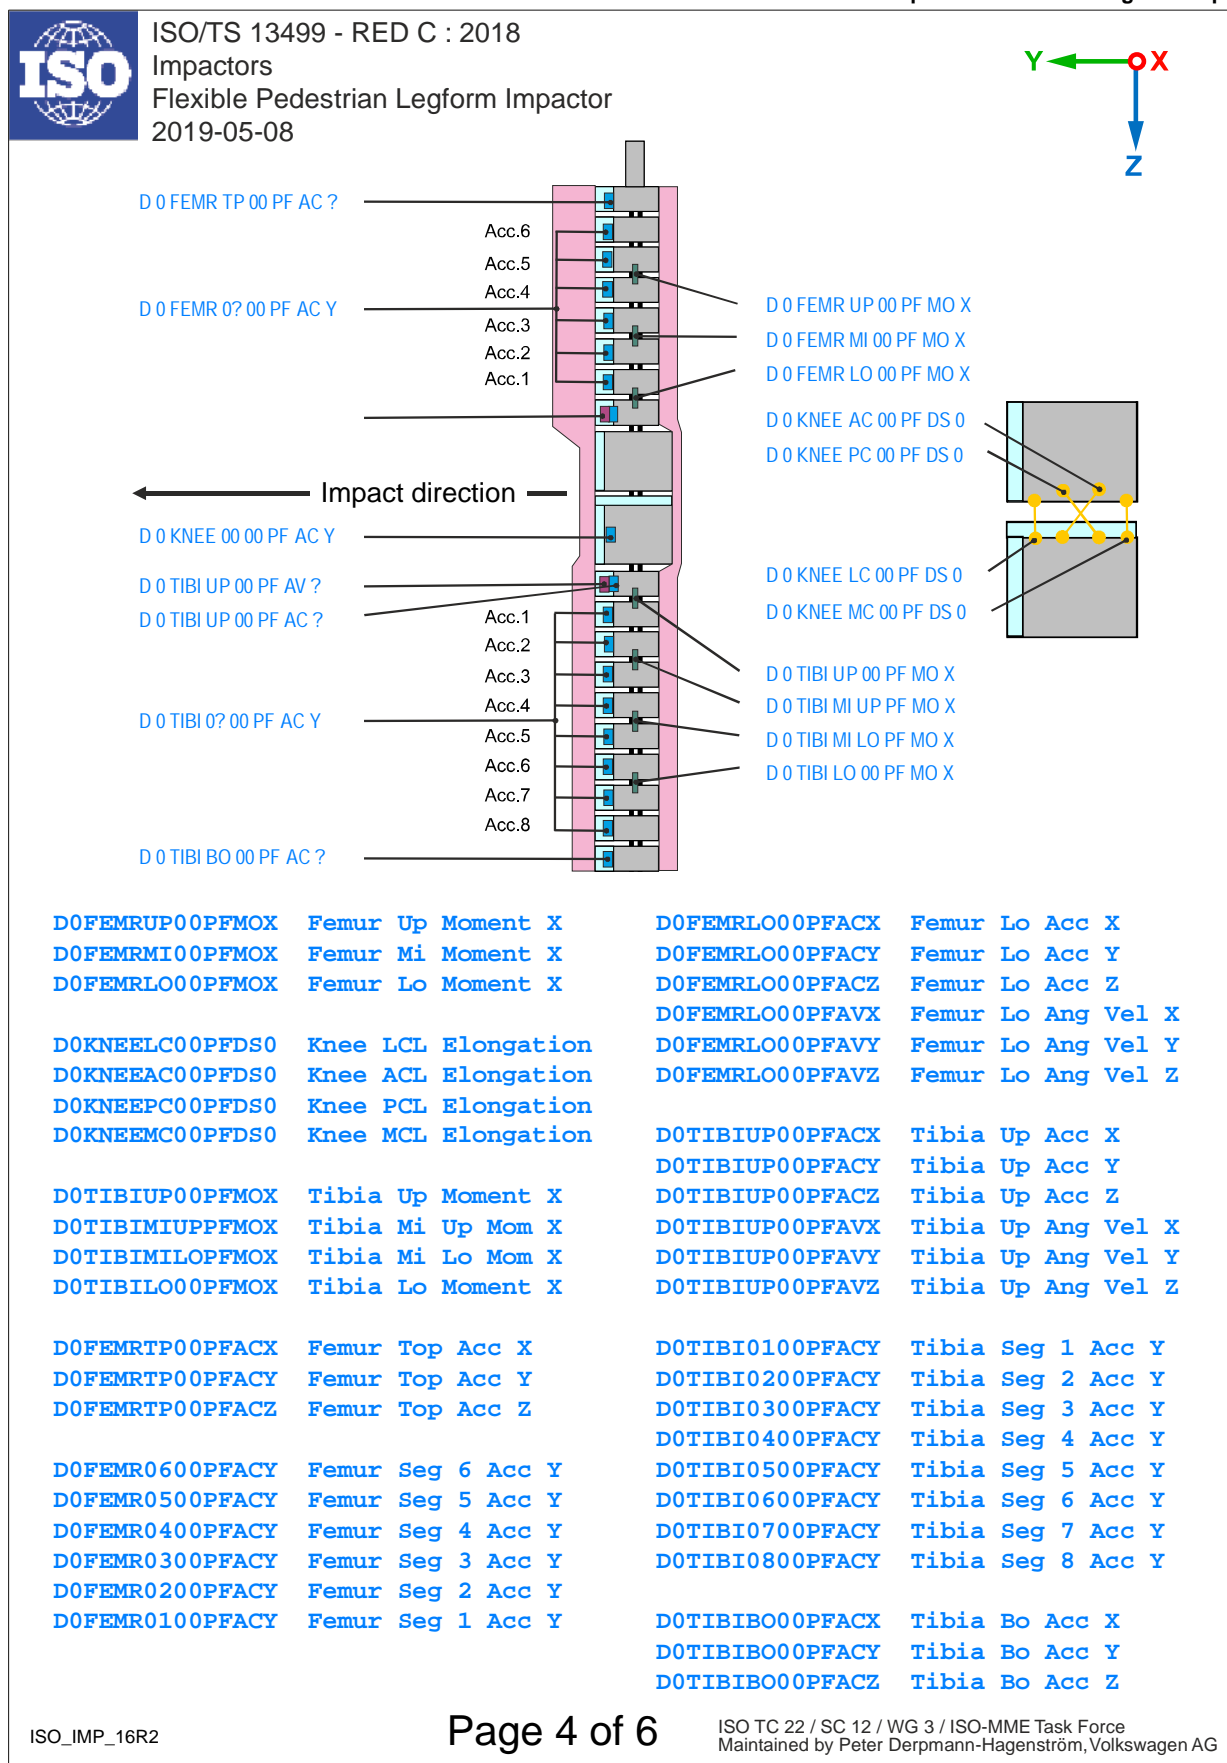 ISO
ISO/TS 13499 - RED C : 2018
Impactors
Flexible Pedestrian Legform Impactor
2019-05-08
Y X
Z
D 0 FEMR TP 00 PF AC ?
Acc.6
Acc.5
Acc.4
D 0 FEMR 0? 00 PF AC Y
Acc.3
Acc.2
Acc.1
D 0 FEMR UP 00 PF MO X
D 0 FEMR MI 00 PF MO X
D 0 FEMR LO 00 PF MO X
D 0 KNEE AC 00 PF DS 0
D 0 KNEE PC 00 PF DS 0
Impact direction
D 0 KNEE 00 00 PF AC Y
D 0 TIBI UP 00 PF AV ?
D 0 TIBI UP 00 PF AC ?
D 0 KNEE LC 00 PF DS 0
D 0 KNEE MC 00 PF DS 0
Acc.1
Acc.2
Acc.3
Acc.4
D 0 TIBI 0? 00 PF AC Y
Acc.5
Acc.6
Acc.7
Acc.8
D 0 TIBI UP 00 PF MO X
D 0 TIBI MI UP PF MO X
D 0 TIBI MI LO PF MO X
D 0 TIBI LO 00 PF MO X
D 0 TIBI BO 00 PF AC ?
D0FEMRUP00PFMOX Femur Up Moment X
D0FEMRMI00PFMOX Femur Mi Moment X
D0FEMRLO00PFMOX Femur Lo Moment X
D0KNEELC00PFDS0 Knee LCL Elongation
D0KNEEAC00PFDS0 Knee ACL Elongation
D0KNEEPC00PFDS0 Knee PCL Elongation
D0KNEEMC00PFDS0 Knee MCL Elongation
D0TIBIUP00PFMOX Tibia Up Moment X
D0TIBIMIUPPFMOX Tibia Mi Up Mom X
D0TIBIMILOPFMOX Tibia Mi Lo Mom X
D0TIBILO00PFMOX Tibia Lo Moment X
D0FEMRTP00PFACX Femur Top Acc X
D0FEMRTP00PFACY Femur Top Acc Y
D0FEMRTP00PFACZ Femur Top Acc Z
D0FEMR0600PFACY Femur Seg 6 Acc Y
D0FEMR0500PFACY Femur Seg 5 Acc Y
D0FEMR0400PFACY Femur Seg 4 Acc Y
D0FEMR0300PFACY Femur Seg 3 Acc Y
D0FEMR0200PFACY Femur Seg 2 Acc Y
D0FEMR0100PFACY Femur Seg 1 Acc Y
D0FEMRLO00PFACX Femur Lo Acc X
D0FEMRLO00PFACY Femur Lo Acc Y
D0FEMRLO00PFACZ Femur Lo Acc Z
D0FEMRLO00PFAVX Femur Lo Ang Vel X
D0FEMRLO00PFAVY Femur Lo Ang Vel Y
D0FEMRLO00PFAVZ Femur Lo Ang Vel Z
D0TIBIUP00PFACX Tibia Up Acc X
D0TIBIUP00PFACY Tibia Up Acc Y
D0TIBIUP00PFACZ Tibia Up Acc Z
D0TIBIUP00PFAVX Tibia Up Ang Vel X
D0TIBIUP00PFAVY Tibia Up Ang Vel Y
D0TIBIUP00PFAVZ Tibia Up Ang Vel Z
D0TIBI0100PFACY Tibia Seg 1 Acc Y
D0TIBI0200PFACY Tibia Seg 2 Acc Y
D0TIBI0300PFACY Tibia Seg 3 Acc Y
D0TIBI0400PFACY Tibia Seg 4 Acc Y
D0TIBI0500PFACY Tibia Seg 5 Acc Y
D0TIBI0600PFACY Tibia Seg 6 Acc Y
D0TIBI0700PFACY Tibia Seg 7 Acc Y
D0TIBI0800PFACY Tibia Seg 8 Acc Y
D0TIBIBO00PFACX Tibia Bo Acc X
D0TIBIBO00PFACY Tibia Bo Acc Y
D0TIBIBO00PFACZ Tibia Bo Acc Z
ISO_IMP_16R2
Page 4 of 6
ISO TC 22 / SC 12 / WG 3 / ISO-MME Task Force
Maintained by Peter Derpmann-Hagenström, Volkswagen AG